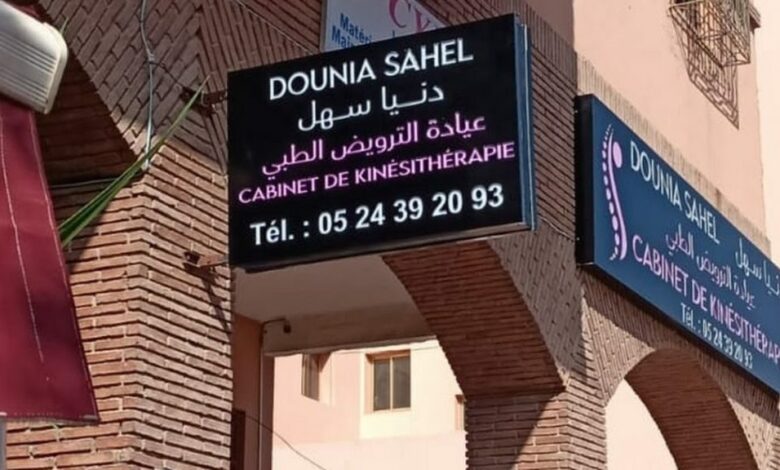 DOUNIA SAHEL
دنيا سهل
عيادة الترويض الطبي
CABINET DE KINÉSITHÉRAPIE
Tél. : 05 24 39 20 93
DOUNIA SAHEL
دنيا سهل
عيادة الترويض الطبي
CABINET DE KINÉSITHÉRAPIE
Tél. : 05 24 39 20 93